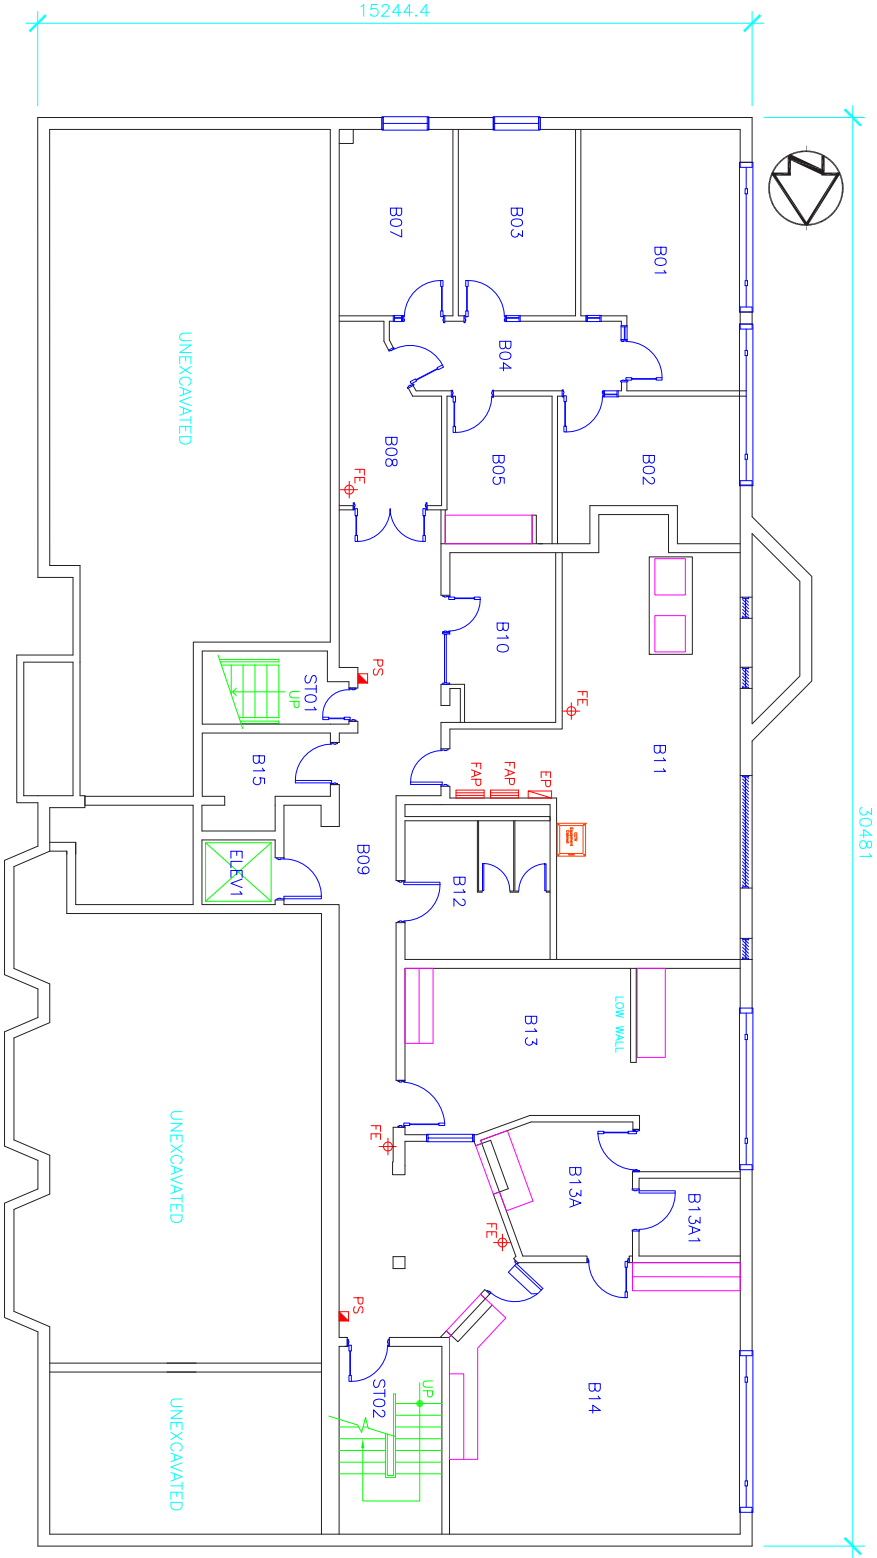 15244.4
30481
B07
B03
B01
B04
UNEXCAVATED
B08
B05
B02
FE
B10
PS
ST01
UP
FE
B11
B15
FAP
FAP
EP
ELEV1
B09
B12
B13
LOW WALL
FE
B13A
B13A1
FE
UNEXCAVATED
PS
ST02
UP
B14
UNEXCAVATED